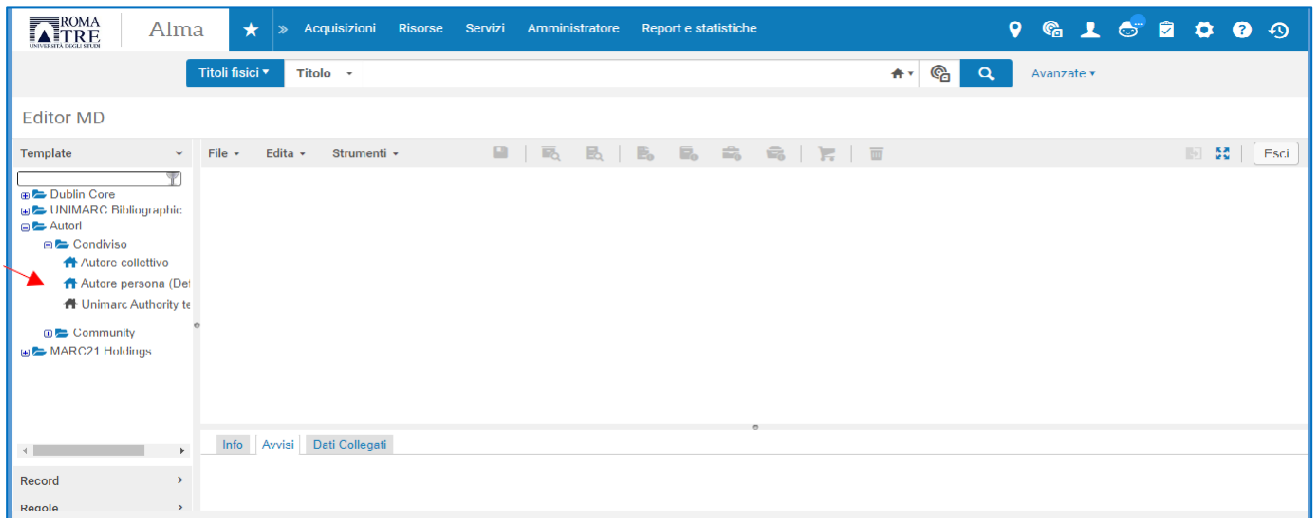 ROMA
TRE
UNIVERSITÀ DEGLI STUDI
Alma
Acquisizioni Risorse Servizi Amministratore Report e statistiche
Titoli fisici Titolo Avanzate
Editor MD
Template File Edita Strumenti Esci
Dublin Core
UNIMARC Bibliographic
Autori
Condiviso
Autore collettivo
Autore persona (Def
Unimarc Authority te
Community
MARC21 Holdings
Info Avvisi Dati Collegati
Record
Regole